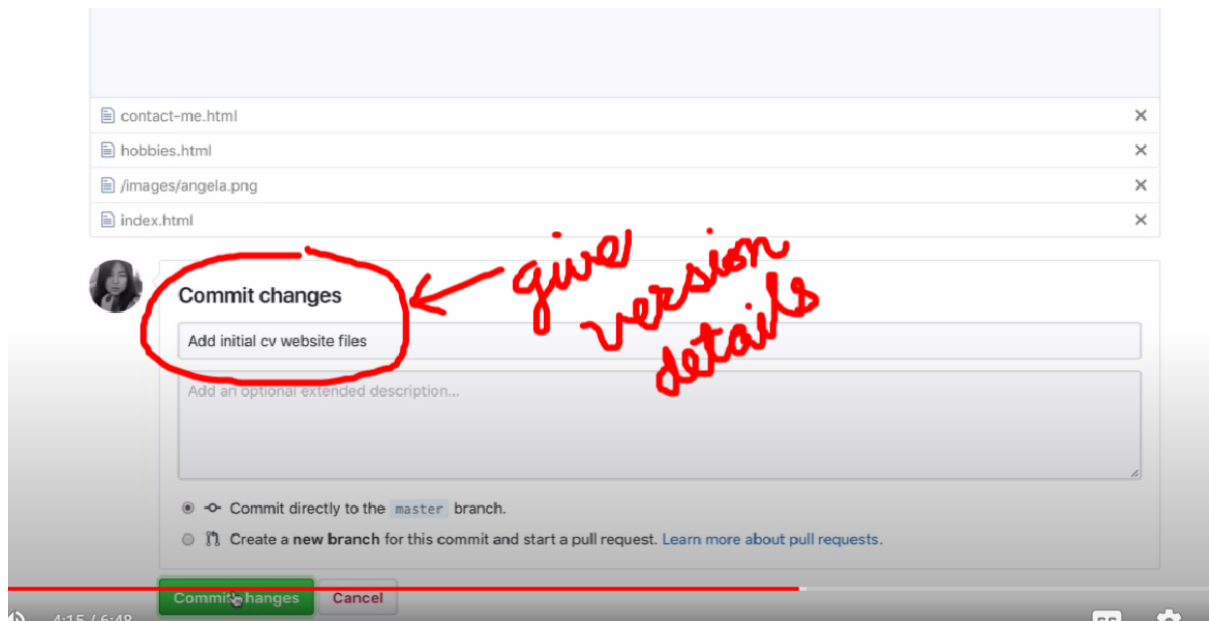 contact-me.html
hobbies.html
/images/angela.png
index.html
give
version
details
Commit changes
Add initial cv website files
Add an optional extended description...
Commit directly to the master branch.
Create a new branch for this commit and start a pull request. Learn more about pull requests.
Commit changes
Cancel
4:15 / 6:48
CC